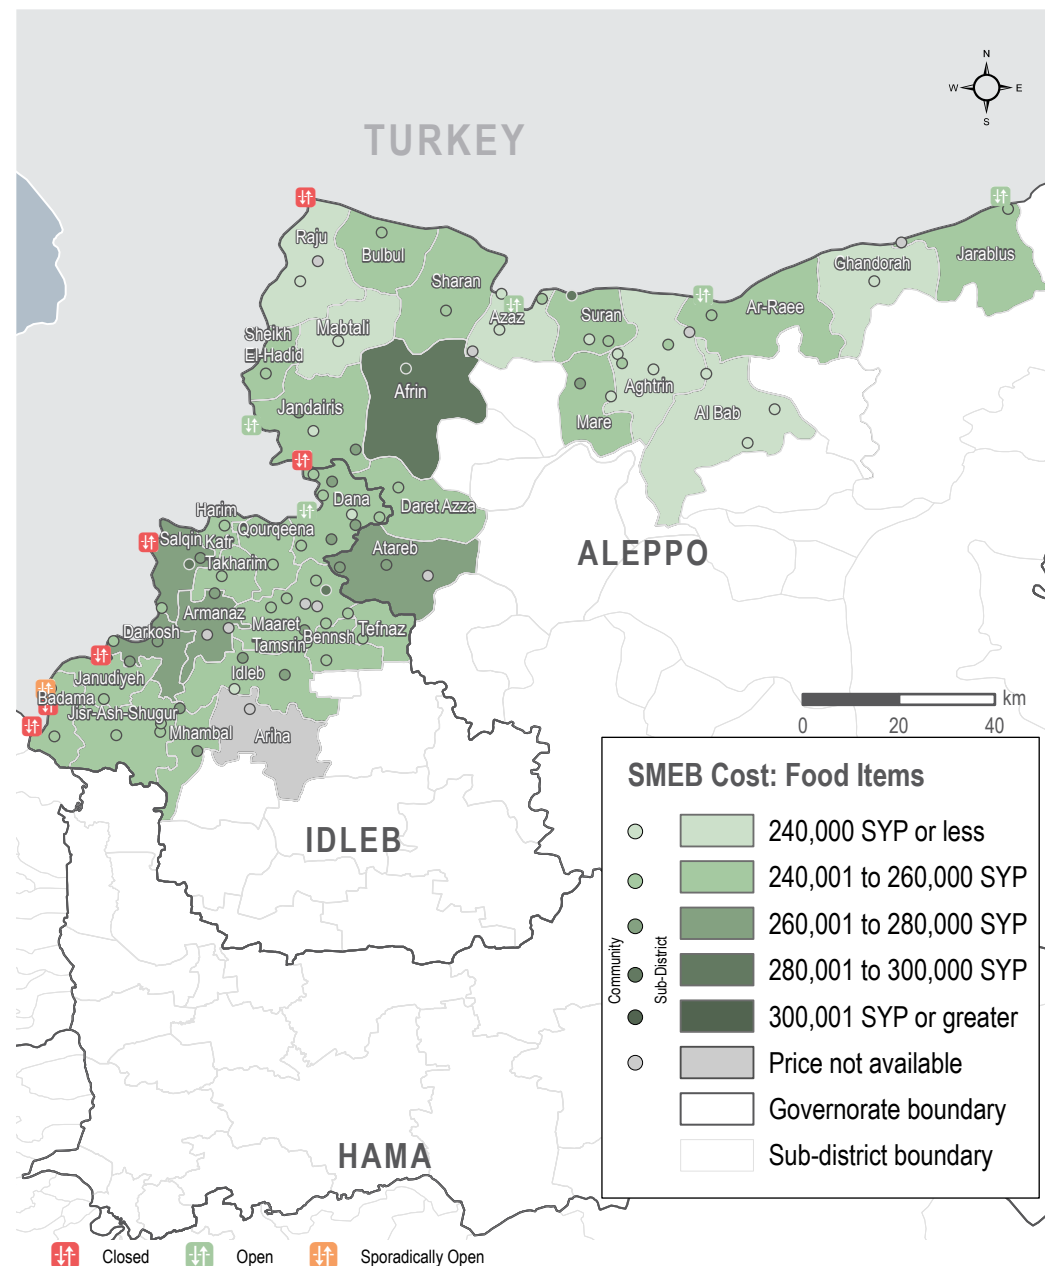 N
W E
S
TURKEY
Raju
Bulbul
Sharan
Ghandorah
Jarablus
Ar-Raee
Azaz
Suran
Mabtali
Sheikh
El-Hadid
Afrin
Aghtrin
Jandairis
Mare
Al Bab
Dana
Daret Azza
Harim
Qourqeena
Salqin
Kafr
Takharim
Atareb
ALEPPO
Armanaz
Maaret
Tamsrin
Bennsh
Tefnaz
Darkosh
Janudiyeh
Idleb
Badama
Jisr-Ash-Shugur
Mhambal
Ariha
km
0 20 40
IDLEB
HAMA
SMEB Cost: Food Items
240,000 SYP or less
240,001 to 260,000 SYP
260,001 to 280,000 SYP
280,001 to 300,000 SYP
300,001 SYP or greater
Price not available
Governorate boundary
Sub-district boundary
Community
Sub-District
Closed Open Sporadically Open